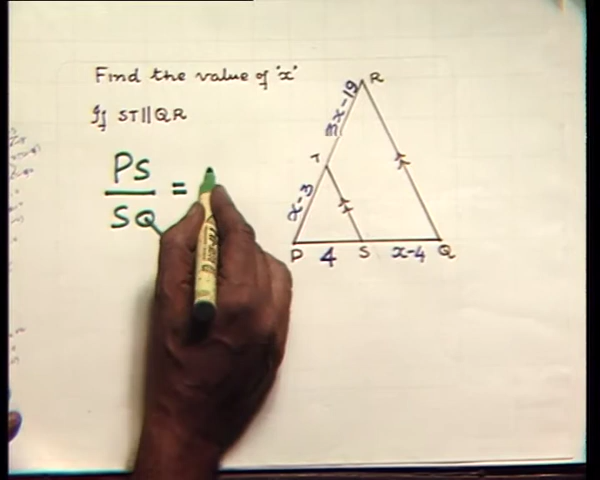 Find the value of 'x'
If ST||QR
PS
SQ
=
R
3x-19
T
x-3
P
4
S
x-4
Q